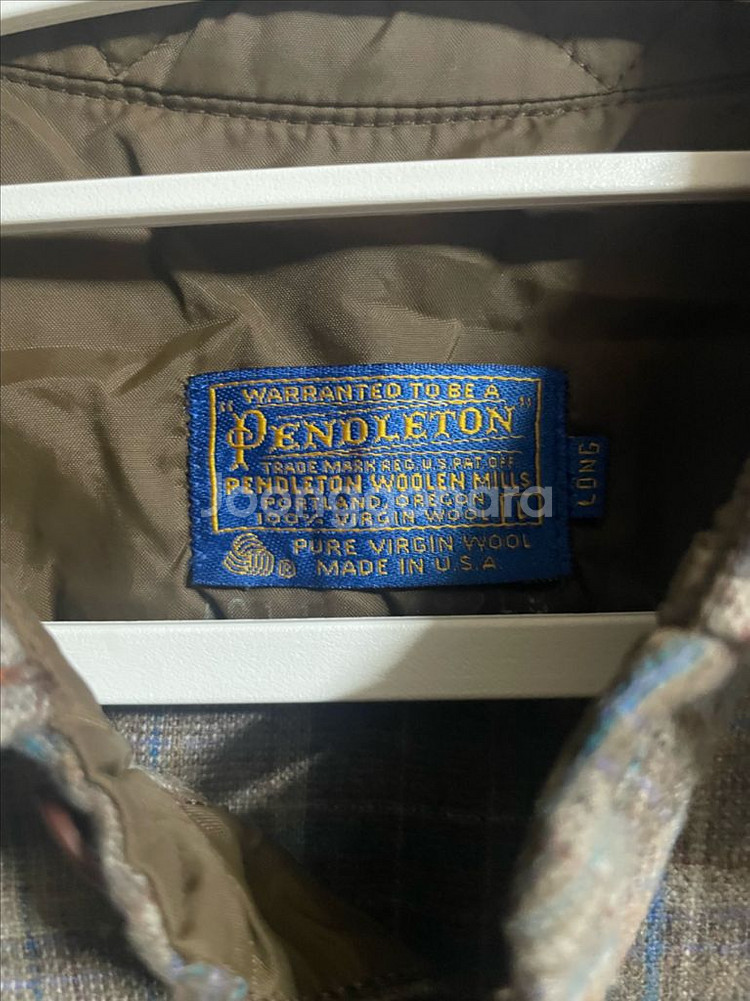 WARRANTED TO BE A
"PENDLETON"
TRADE MARK REG. U.S. PAT. OFF.
PENDLETON WOOLEN MILLS
PORTLAND, OREGON
100% VIRGIN WOOL
PURE VIRGIN WOOL
® MADE IN U.S.A.
LONG